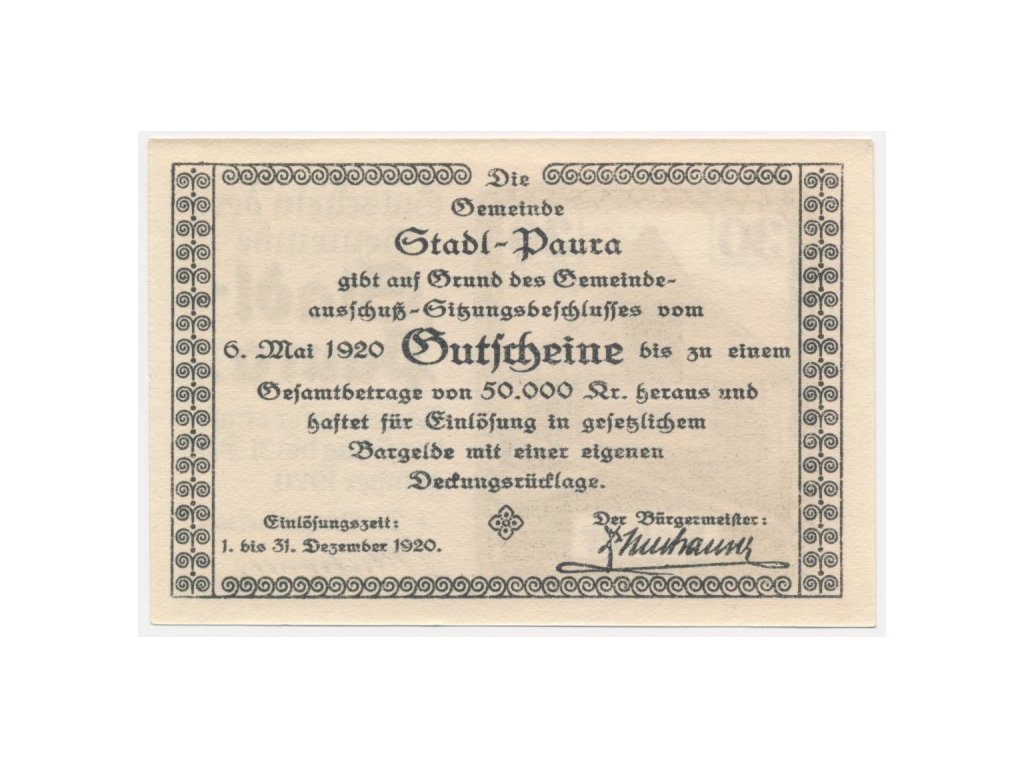 Die
Gemeinde
Stadl-Paura
gibt auf Grund des Gemeinde-
ausschuß-Sitzungsbeschlusses vom
6. Mai 1920 Gutscheine bis zu einem
Gesamtbetrage von 50.000 Kr. heraus und
haftet für Einlösung in gesetzlichem
Bargelde mit einer eigenen
Deckungsrücklage.
Einlösungszeit:
1. bis 31. Dezember 1920.
Der Bürgermeister: